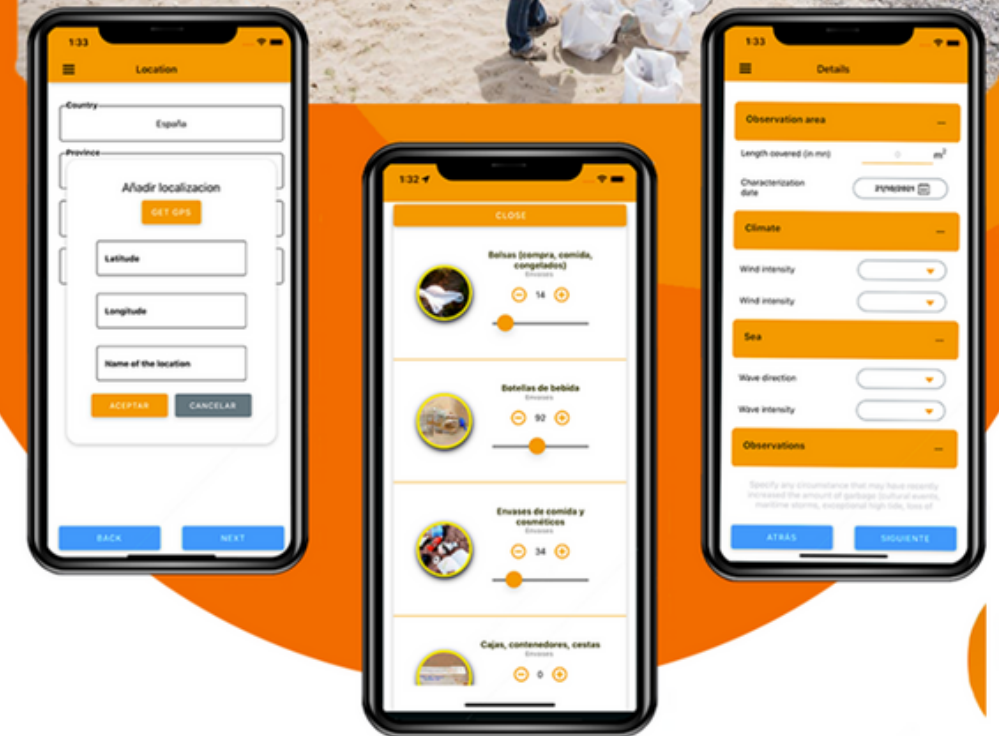 1:33
Location
Country
España
Province
Añadir localizacion
GET GPS
Latitude
Longitude
Name of the location
ACEPTAR
CANCELAR
BACK
NEXT
1:32
CLOSE
Bolsas (compra, comida,
congelados)
Envases
14
Botellas de bebida
Envases
92
Envases de comida y
cosméticos
Envases
34
Cajas, contenedores, cestas
Envases
0
1:33
Details
Observation area
Length covered (in mn)
0
m²
Characterization
date
21/10/2021
Climate
Wind intensity
Wind intensity
Sea
Wave direction
Wave intensity
Observations
Specify any circumstance that may have recently
increased the amount of garbage (cultural events,
maritime storms, exceptional high tide, loss of
ATRÁS
SIGUIENTE